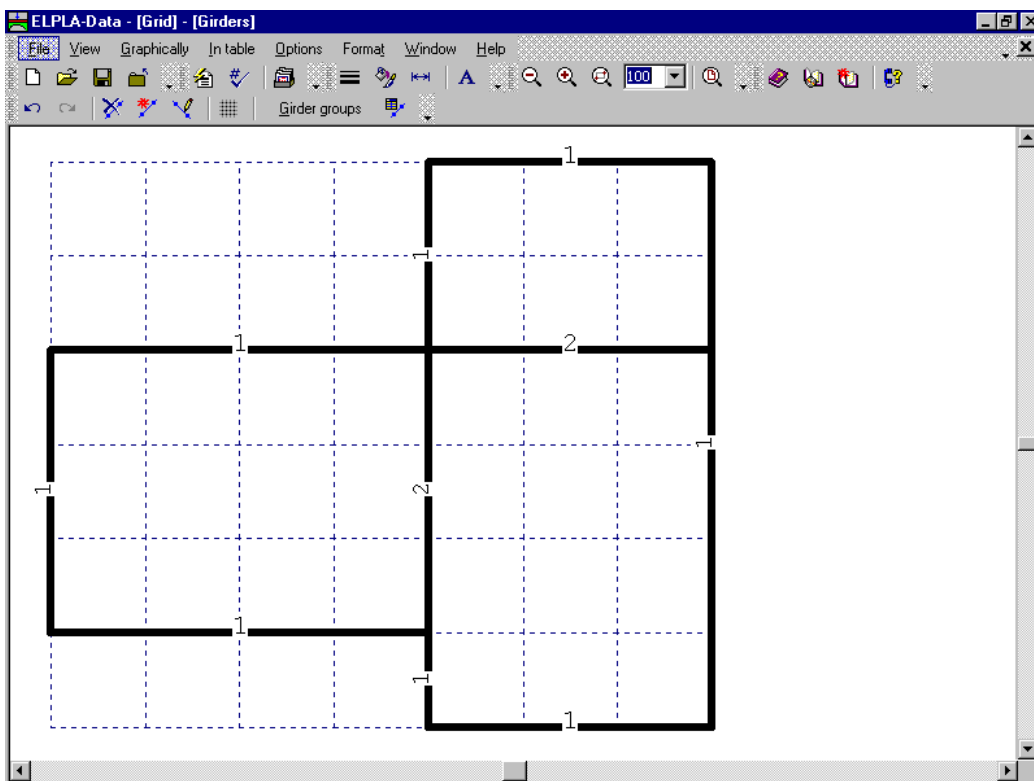 ELPLA-Data - [Grid] - [Girders]
File View Graphically In table Options Format Window Help
A 100
Girder groups
1
1
1 2
1
1 2
1
1
1